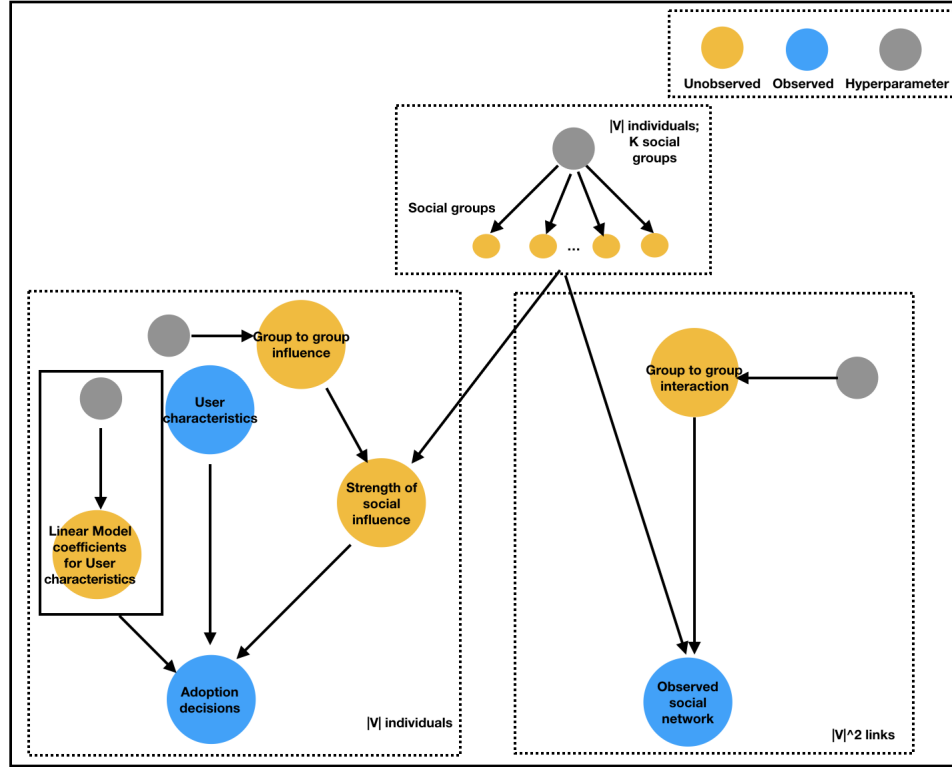 Unobserved Observed Hyperparameter
|V| individuals;
K social
groups
Social groups
...
Group to group
influence
User
characteristics
Strength of
social
influence
Linear Model
coefficients
for User
characteristics
Adoption
decisions
|V| individuals
Group to group
interaction
Observed
social
network
|V|^2 links